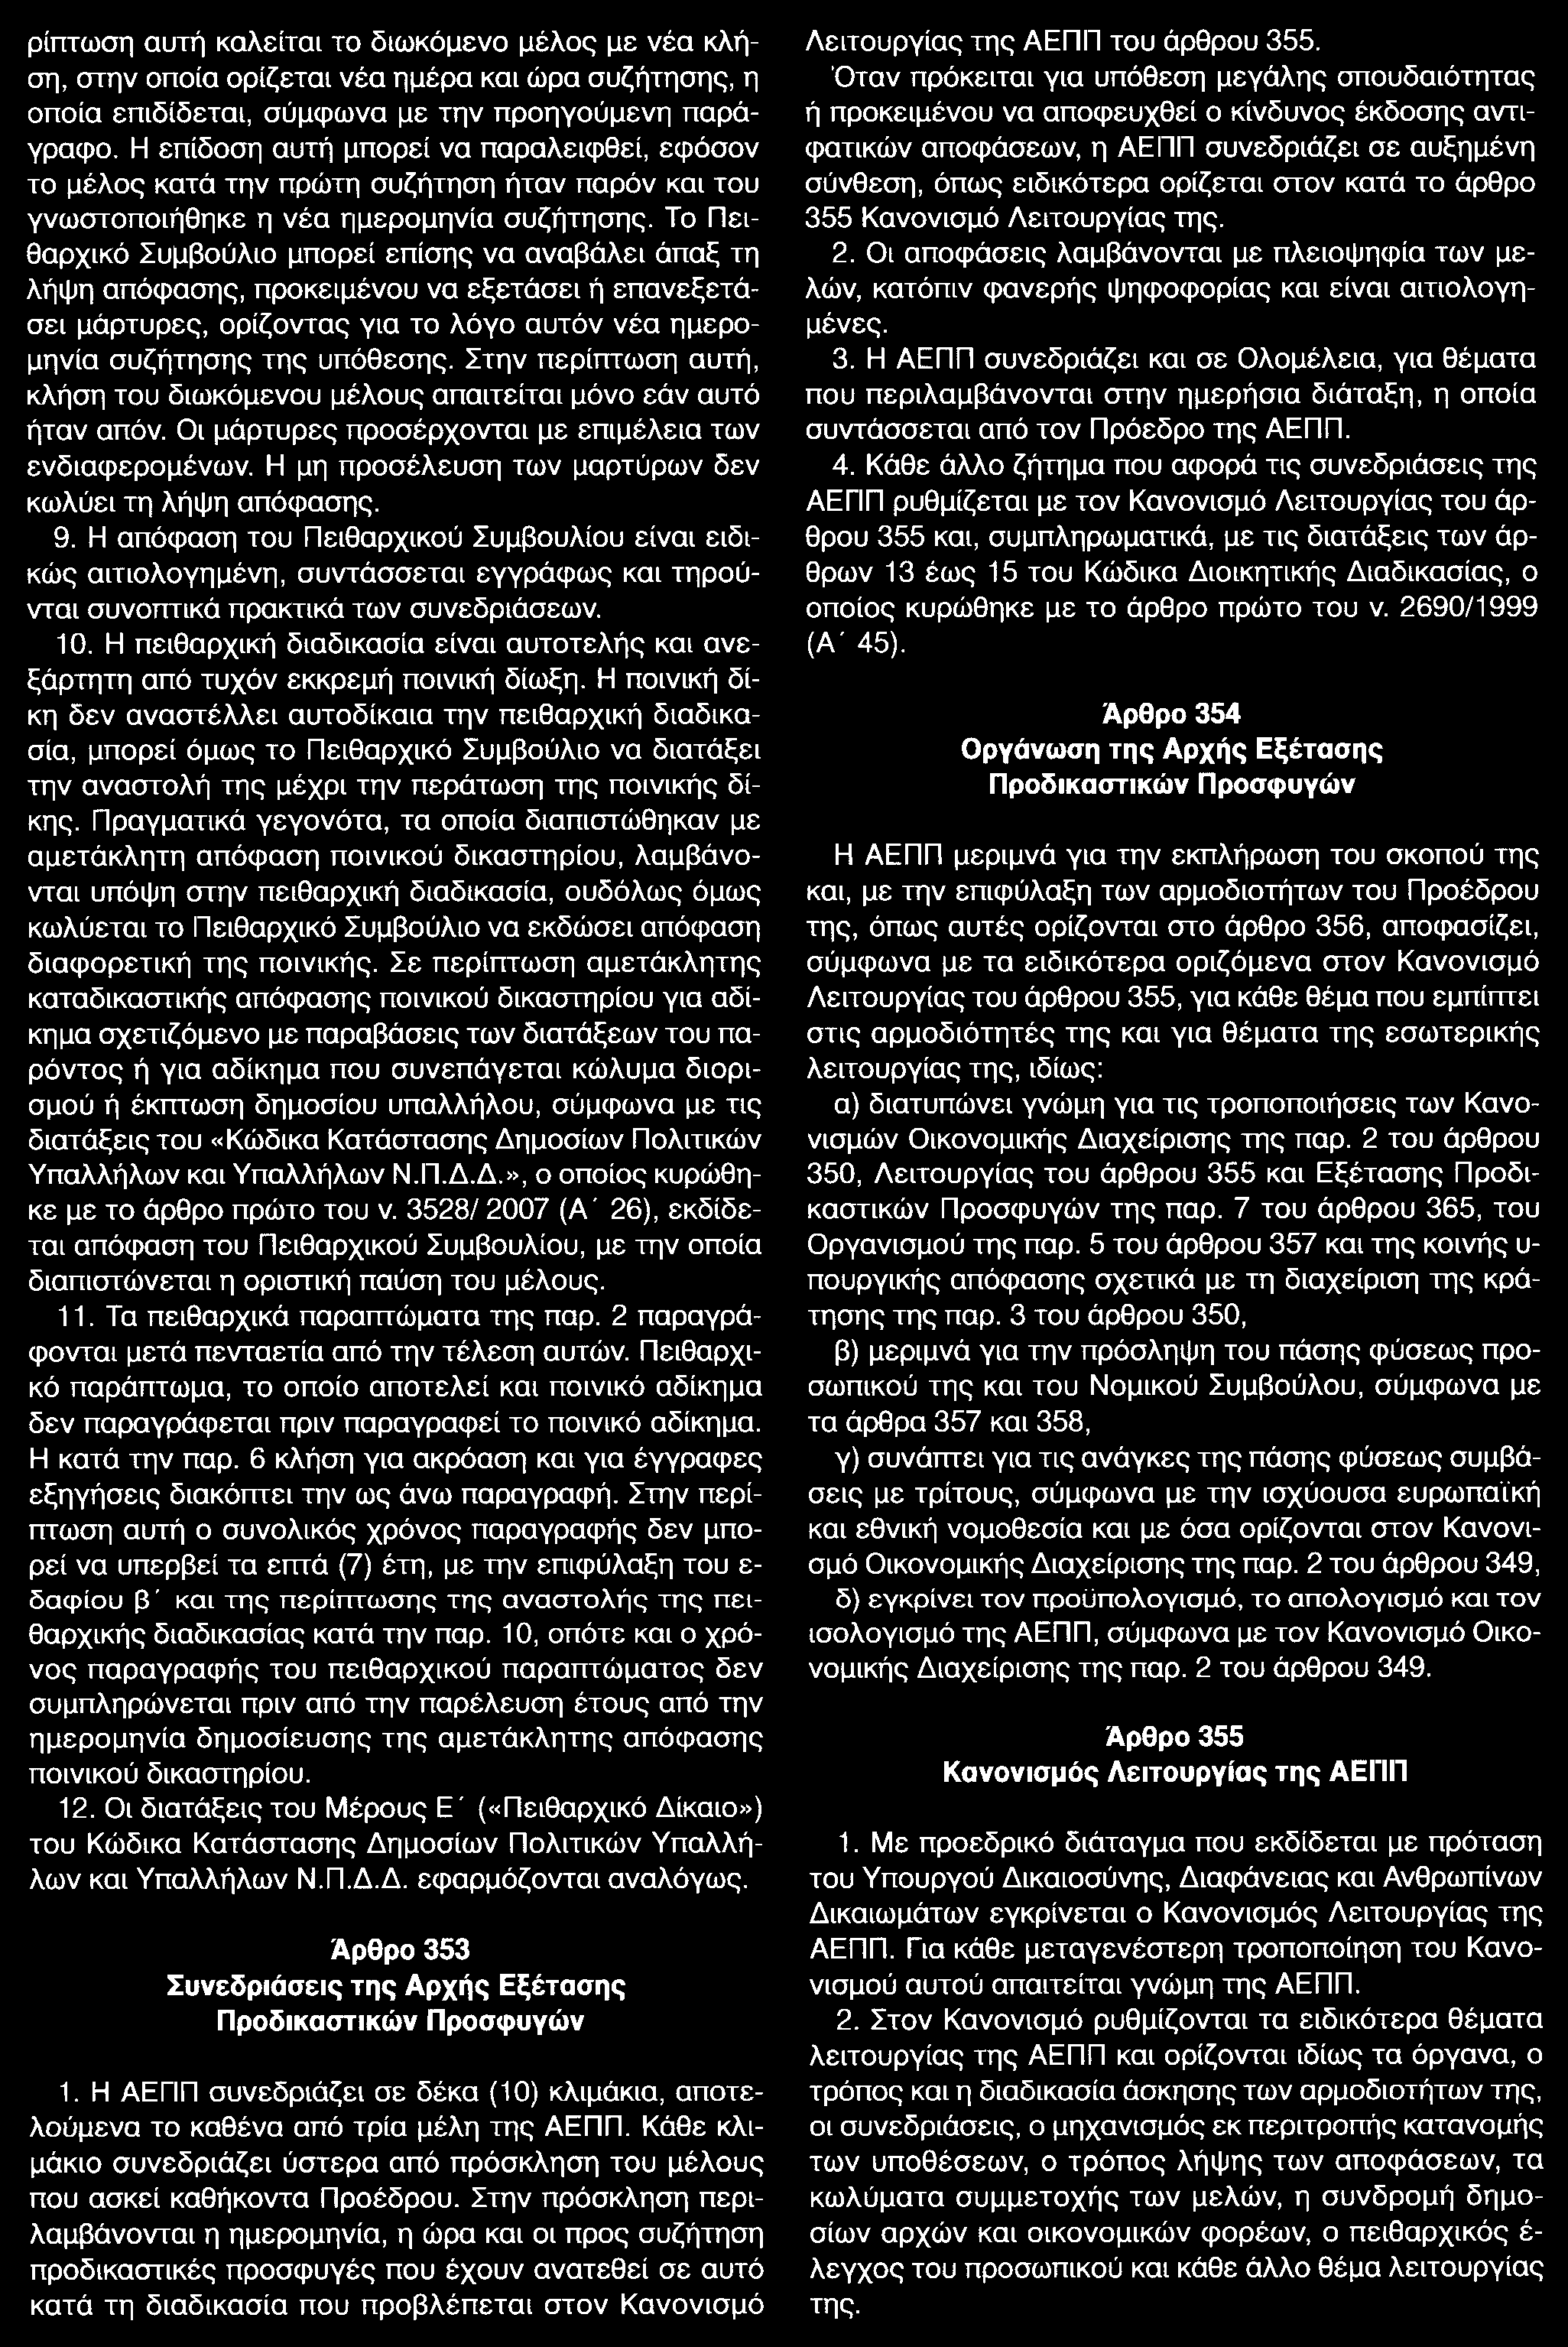 ρίπτωση αυτή καλείται το διωκόμενο μέλος με νέα κλή-
ση, στην οποία ορίζεται νέα ημέρα και ώρα συζήτησης, η
οποία επιδίδεται, σύμφωνα με την προηγούμενη παρά-
γραφο. Η επίδοση αυτή μπορεί να παραλειφθεί, εφόσον
το μέλος κατά την πρώτη συζήτηση ήταν παρόν και του
γνωστοποιήθηκε η νέα ημερομηνία συζήτησης. Το Πει-
θαρχικό Συμβούλιο μπορεί επίσης να αναβάλει άπαξ τη
λήψη απόφασης, προκειμένου να εξετάσει ή επανεξετά-
σει μάρτυρες, ορίζοντας για το λόγο αυτόν νέα ημερο-
μηνία συζήτησης της υπόθεσης. Στην περίπτωση αυτή,
κλήση του διωκόμενου μέλους απαιτείται μόνο εάν αυτό
ήταν απόν. Οι μάρτυρες προσέρχονται με επιμέλεια των
ενδιαφερομένων. Η μη προσέλευση των μαρτύρων δεν
κωλύει τη λήψη απόφασης.
9. Η απόφαση του Πειθαρχικού Συμβουλίου είναι ειδι-
κώς αιτιολογημένη, συντάσσεται εγγράφως και τηρού-
νται συνοπτικά πρακτικά των συνεδριάσεων.
10. Η πειθαρχική διαδικασία είναι αυτοτελής και ανε-
ξάρτητη από τυχόν εκκρεμή ποινική δίωξη. Η ποινική δί-
κη δεν αναστέλλει αυτοδίκαια την πειθαρχική διαδικα-
σία, μπορεί όμως το Πειθαρχικό Συμβούλιο να διατάξει
την αναστολή της μέχρι την περάτωση της ποινικής δί-
κης. Πραγματικά γεγονότα, τα οποία διαπιστώθηκαν με
αμετάκλητη απόφαση ποινικού δικαστηρίου, λαμβάνο-
νται υπόψη στην πειθαρχική διαδικασία, ουδόλως όμως
κωλύεται το Πειθαρχικό Συμβούλιο να εκδώσει απόφαση
διαφορετική της ποινικής. Σε περίπτωση αμετάκλητης
καταδικαστικής απόφασης ποινικού δικαστηρίου για αδί-
κημα σχετιζόμενο με παραβάσεις των διατάξεων του πα-
ρόντος ή για αδίκημα που συνεπάγεται κώλυμα διορι-
σμού ή έκπτωση δημοσίου υπαλλήλου, σύμφωνα με τις
διατάξεις του «Κώδικα Κατάστασης Δημοσίων Πολιτικών
Υπαλλήλων και Υπαλλήλων Ν.Π.Δ.Δ.», ο οποίος κυρώθη-
κε με το άρθρο πρώτο του ν. 3528/ 2007 (Α΄ 26), εκδίδε-
ται απόφαση του Πειθαρχικού Συμβουλίου, με την οποία
διαπιστώνεται η οριστική παύση του μέλους.
11. Τα πειθαρχικά παραπτώματα της παρ. 2 παραγρά-
φονται μετά πενταετία από την τέλεση αυτών. Πειθαρχι-
κό παράπτωμα, το οποίο αποτελεί και ποινικό αδίκημα
δεν παραγράφεται πριν παραγραφεί το ποινικό αδίκημα.
Η κατά την παρ. 6 κλήση για ακρόαση και για έγγραφες
εξηγήσεις διακόπτει την ως άνω παραγραφή. Στην περί-
πτωση αυτή ο συνολικός χρόνος παραγραφής δεν μπο-
ρεί να υπερβεί τα επτά (7) έτη, με την επιφύλαξη του ε-
δαφίου β΄ και της περίπτωσης της αναστολής της πει-
θαρχικής διαδικασίας κατά την παρ. 10, οπότε και ο χρό-
νος παραγραφής του πειθαρχικού παραπτώματος δεν
συμπληρώνεται πριν από την παρέλευση έτους από την
ημερομηνία δημοσίευσης της αμετάκλητης απόφασης
ποινικού δικαστηρίου.
12. Οι διατάξεις του Μέρους Ε΄ («Πειθαρχικό Δίκαιο»)
του Κώδικα Κατάστασης Δημοσίων Πολιτικών Υπαλλή-
λων και Υπαλλήλων Ν.Π.Δ.Δ. εφαρμόζονται αναλόγως.
Άρθρο 353
Συνεδριάσεις της Αρχής Εξέτασης
Προδικαστικών Προσφυγών
1. Η ΑΕΠΠ συνεδριάζει σε δέκα (10) κλιμάκια, αποτε-
λούμενα το καθένα από τρία μέλη της ΑΕΠΠ. Κάθε κλι-
μάκιο συνεδριάζει ύστερα από πρόσκληση του μέλους
που ασκεί καθήκοντα Προέδρου. Στην πρόσκληση περι-
λαμβάνονται η ημερομηνία, η ώρα και οι προς συζήτηση
προδικαστικές προσφυγές που έχουν ανατεθεί σε αυτό
κατά τη διαδικασία που προβλέπεται στον Κανονισμό
Λειτουργίας της ΑΕΠΠ του άρθρου 355.
Όταν πρόκειται για υπόθεση μεγάλης σπουδαιότητας
ή προκειμένου να αποφευχθεί ο κίνδυνος έκδοσης αντι-
φατικών αποφάσεων, η ΑΕΠΠ συνεδριάζει σε αυξημένη
σύνθεση, όπως ειδικότερα ορίζεται στον κατά το άρθρο
355 Κανονισμό Λειτουργίας της.
2. Οι αποφάσεις λαμβάνονται με πλειοψηφία των με-
λών, κατόπιν φανερής ψηφοφορίας και είναι αιτιολογη-
μένες.
3. Η ΑΕΠΠ συνεδριάζει και σε Ολομέλεια, για θέματα
που περιλαμβάνονται στην ημερήσια διάταξη, η οποία
συντάσσεται από τον Πρόεδρο της ΑΕΠΠ.
4. Κάθε άλλο ζήτημα που αφορά τις συνεδριάσεις της
ΑΕΠΠ ρυθμίζεται με τον Κανονισμό Λειτουργίας του άρ-
θρου 355 και, συμπληρωματικά, με τις διατάξεις των άρ-
θρων 13 έως 15 του Κώδικα Διοικητικής Διαδικασίας, ο
οποίος κυρώθηκε με το άρθρο πρώτο του ν. 2690/1999
(Α΄ 45).
Άρθρο 354
Οργάνωση της Αρχής Εξέτασης
Προδικαστικών Προσφυγών
Η ΑΕΠΠ μεριμνά για την εκπλήρωση του σκοπού της
και, με την επιφύλαξη των αρμοδιοτήτων του Προέδρου
της, όπως αυτές ορίζονται στο άρθρο 356, αποφασίζει,
σύμφωνα με τα ειδικότερα οριζόμενα στον Κανονισμό
Λειτουργίας του άρθρου 355, για κάθε θέμα που εμπίπτει
στις αρμοδιότητές της και για θέματα της εσωτερικής
λειτουργίας της, ιδίως:
α) διατυπώνει γνώμη για τις τροποποιήσεις των Κανο-
νισμών Οικονομικής Διαχείρισης της παρ. 2 του άρθρου
350, Λειτουργίας του άρθρου 355 και Εξέτασης Προδι-
καστικών Προσφυγών της παρ. 7 του άρθρου 365, του
Οργανισμού της παρ. 5 του άρθρου 357 και της κοινής υ-
πουργικής απόφασης σχετικά με τη διαχείριση της κρά-
τησης της παρ. 3 του άρθρου 350,
β) μεριμνά για την πρόσληψη του πάσης φύσεως προ-
σωπικού της και του Νομικού Συμβούλου, σύμφωνα με
τα άρθρα 357 και 358,
γ) συνάπτει για τις ανάγκες της πάσης φύσεως συμβά-
σεις με τρίτους, σύμφωνα με την ισχύουσα ευρωπαϊκή
και εθνική νομοθεσία και με όσα ορίζονται στον Κανονι-
σμό Οικονομικής Διαχείρισης της παρ. 2 του άρθρου 349,
δ) εγκρίνει τον προϋπολογισμό, το απολογισμό και τον
ισολογισμό της ΑΕΠΠ, σύμφωνα με τον Κανονισμό Οικο-
νομικής Διαχείρισης της παρ. 2 του άρθρου 349.
Άρθρο 355
Κανονισμός Λειτουργίας της ΑΕΠΠ
1. Με προεδρικό διάταγμα που εκδίδεται με πρόταση
του Υπουργού Δικαιοσύνης, Διαφάνειας και Ανθρωπίνων
Δικαιωμάτων εγκρίνεται ο Κανονισμός Λειτουργίας της
ΑΕΠΠ. Για κάθε μεταγενέστερη τροποποίηση του Κανο-
νισμού αυτού απαιτείται γνώμη της ΑΕΠΠ.
2. Στον Κανονισμό ρυθμίζονται τα ειδικότερα θέματα
λειτουργίας της ΑΕΠΠ και ορίζονται ιδίως τα όργανα, ο
τρόπος και η διαδικασία άσκησης των αρμοδιοτήτων της,
οι συνεδριάσεις, ο μηχανισμός εκ περιτροπής κατανομής
των υποθέσεων, ο τρόπος λήψης των αποφάσεων, τα
κωλύματα συμμετοχής των μελών, η συνδρομή δημο-
σίων αρχών και οικονομικών φορέων, ο πειθαρχικός έ-
λεγχος του προσωπικού και κάθε άλλο θέμα λειτουργίας
της.